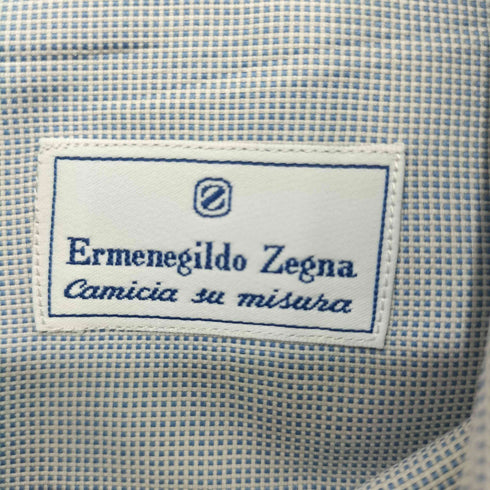 Z
Ermenegildo Zegna
Camicia su misura